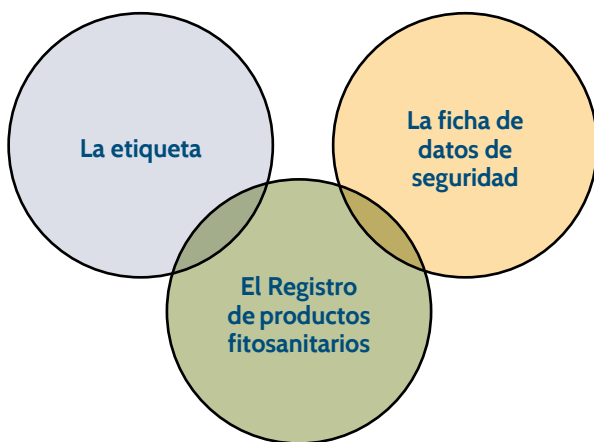 La etiqueta
La ficha de
datos de
seguridad
El Registro
de productos
fitosanitarios